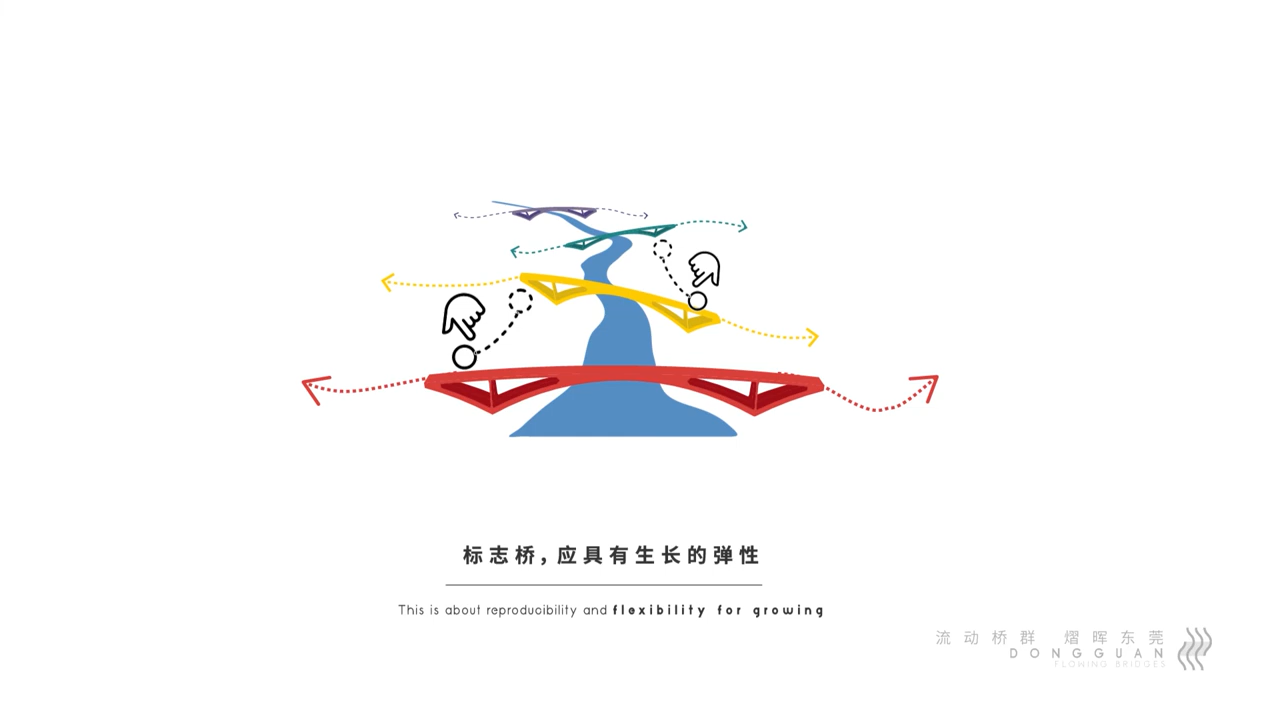 标志桥，应具有生长的弹性
This is about reproducibility and flexibility for growing
流动桥群 熠晖东莞
DONGGUAN
FLOWING BRIDGES